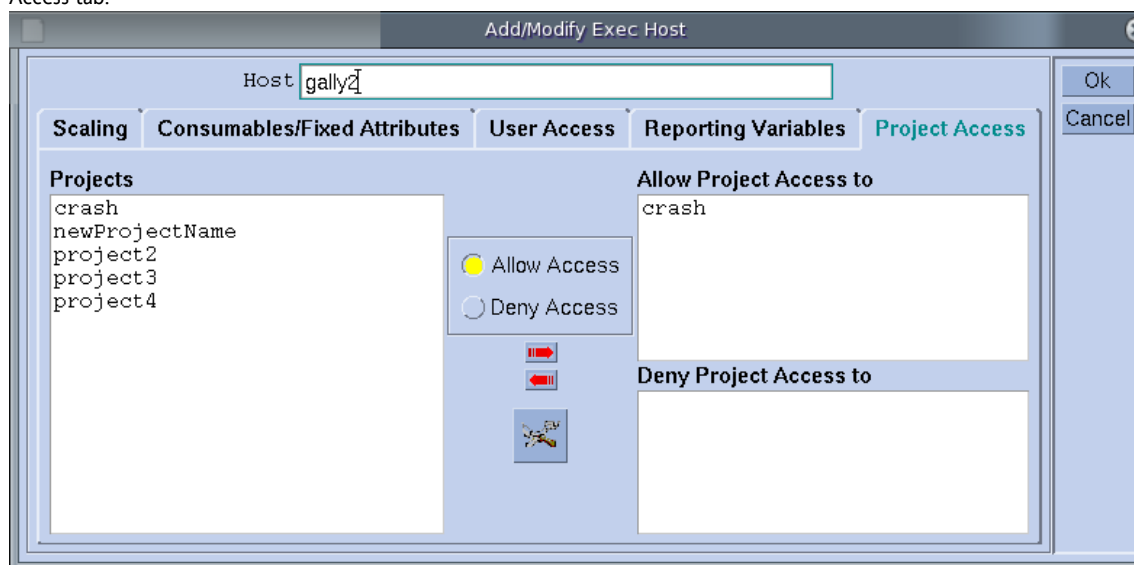 Access tab.
Add/Modify Exec Host
Host gally2
Ok
Cancel
Scaling Consumables/Fixed Attributes User Access Reporting Variables Project Access
Projects
crash
newProjectName
project2
project3
project4
Allow Access
Deny Access
Allow Project Access to
crash
Deny Project Access to